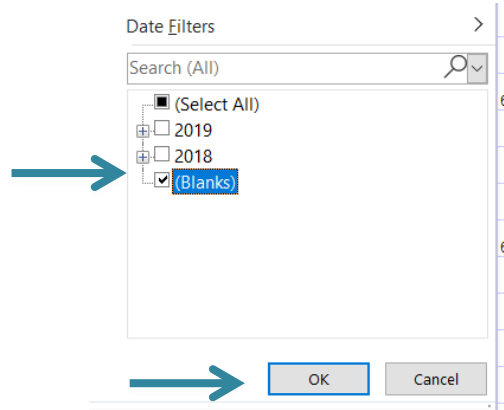 Date Filters
Search (All)
(Select All)
2019
2018
(Blanks)
OK Cancel